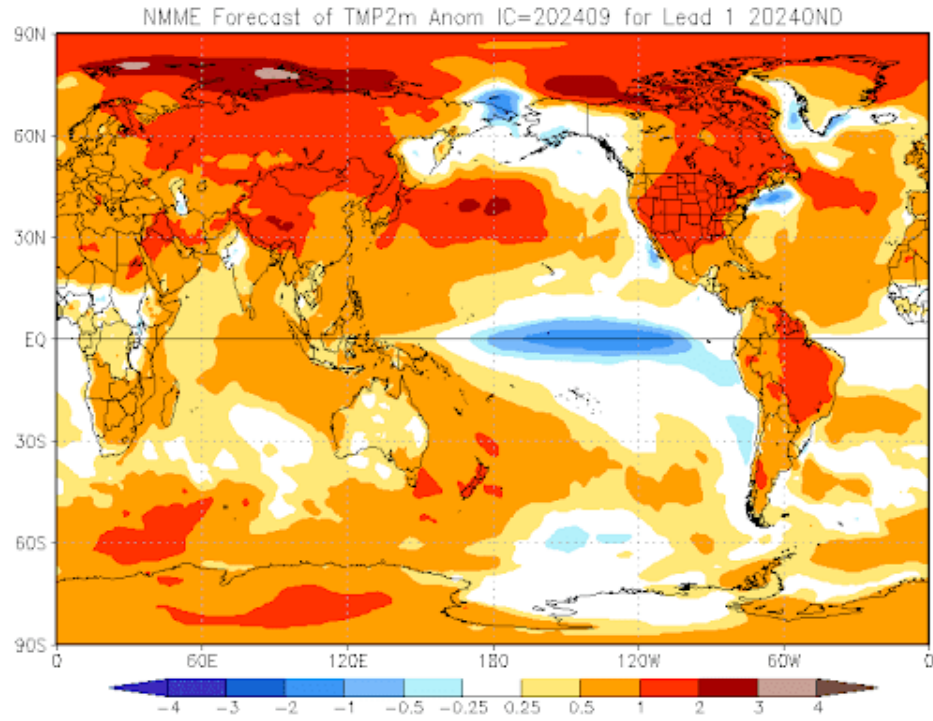 NMME Forecast of TMP2m Anom IC=202409 for Lead 1 2024OND
90N
60N
30N
EQ
30S
60S
90S
0 60E 120E 180 120W 60W 0
-4 -3 -2 -1 -0.5 -0.25 0.25 0.5 1 2 3 4